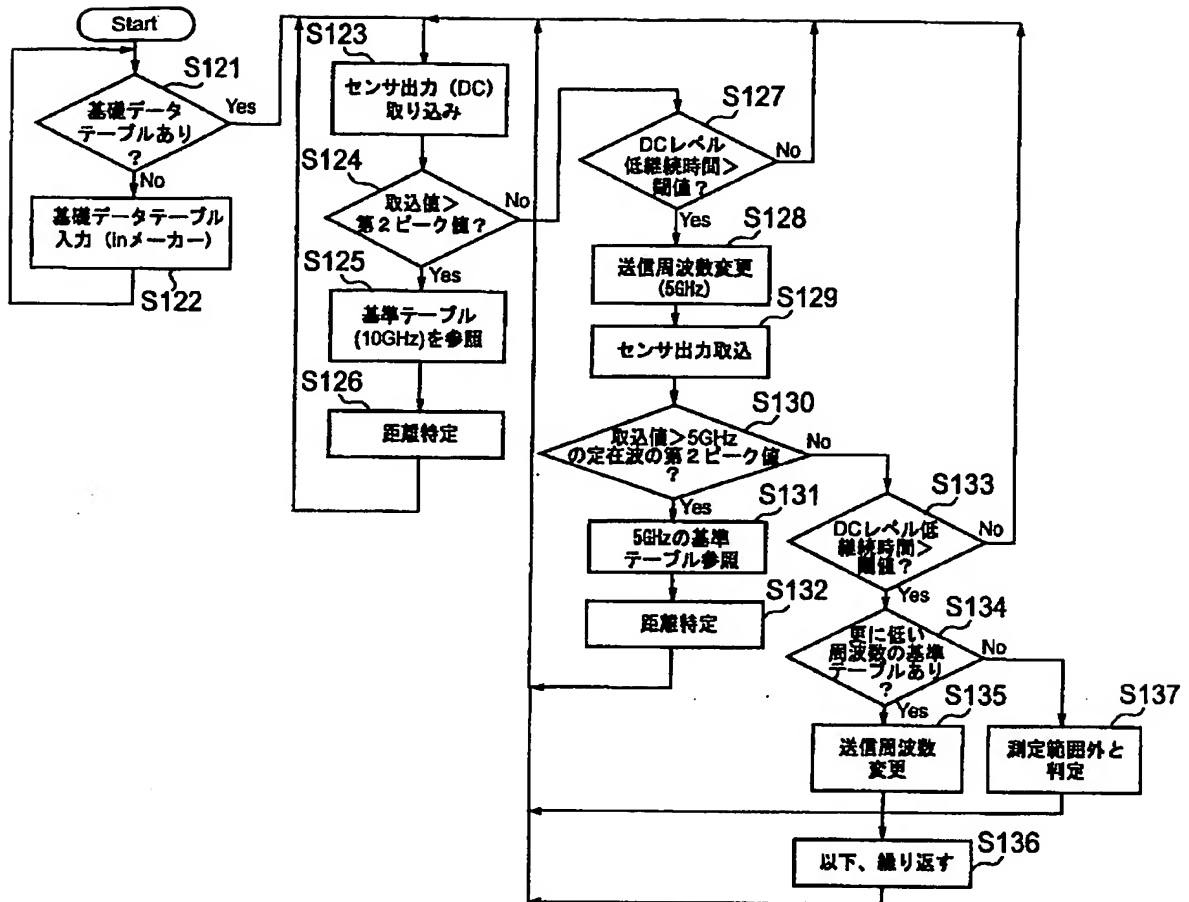 Start
S121
基礎データ
テーブルあり
?
Yes
No
基礎データテーブル
入力 (inメーカー)
S122
S123
センサ出力 (DC)
取り込み
S124
取込値>
第2ピーク値?
No
Yes
S125
基準テーブル
(10GHz)を参照
S126
距離特定
S127
DCレベル
低継続時間>
閾値?
No
Yes
S128
送信周波数変更
(5GHz)
S129
センサ出力取込
S130
取込値>5GHz
の定在波の第2ピーク値
?
No
Yes
S131
5GHzの基準
テーブル参照
S132
距離特定
S133
DCレベル低
継続時間>
閾値?
No
Yes
S134
更に低い
周波数の基準
テーブルあり
?
No
Yes
S135
送信周波数
変更
S137
測定範囲外と
判定
S136
以下、繰り返す